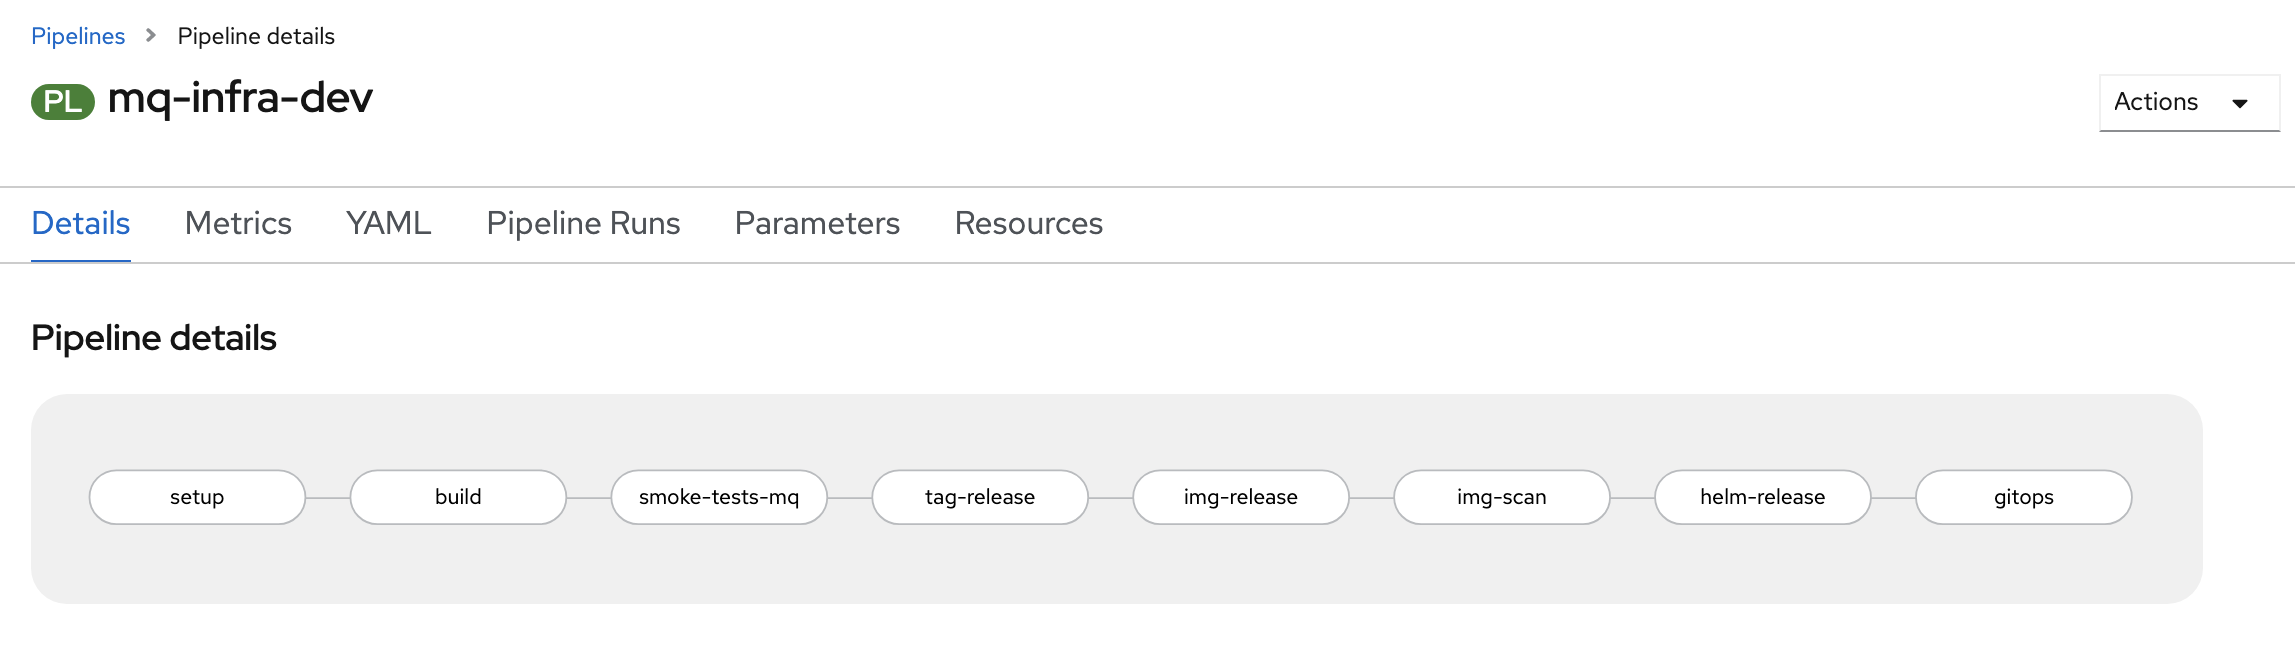 Pipelines > Pipeline details
PL mq-infra-dev
Actions
Details Metrics YAML Pipeline Runs Parameters Resources
Pipeline details
setup build smoke-tests-mq tag-release img-release img-scan helm-release gitops